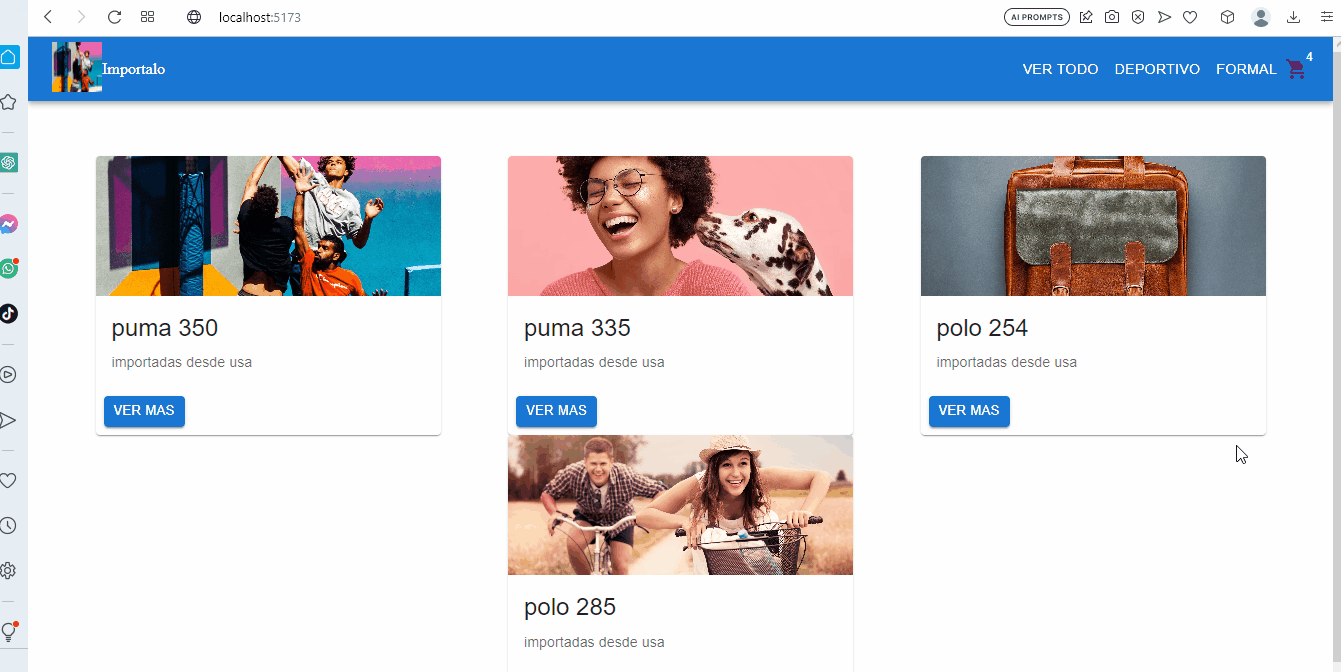 localhost:5173
AI PROMPTS
Importalo
VER TODO DEPORTIVO FORMAL 4
puma 350
importadas desde usa
VER MAS
puma 335
importadas desde usa
VER MAS
polo 254
importadas desde usa
VER MAS
polo 285
importadas desde usa